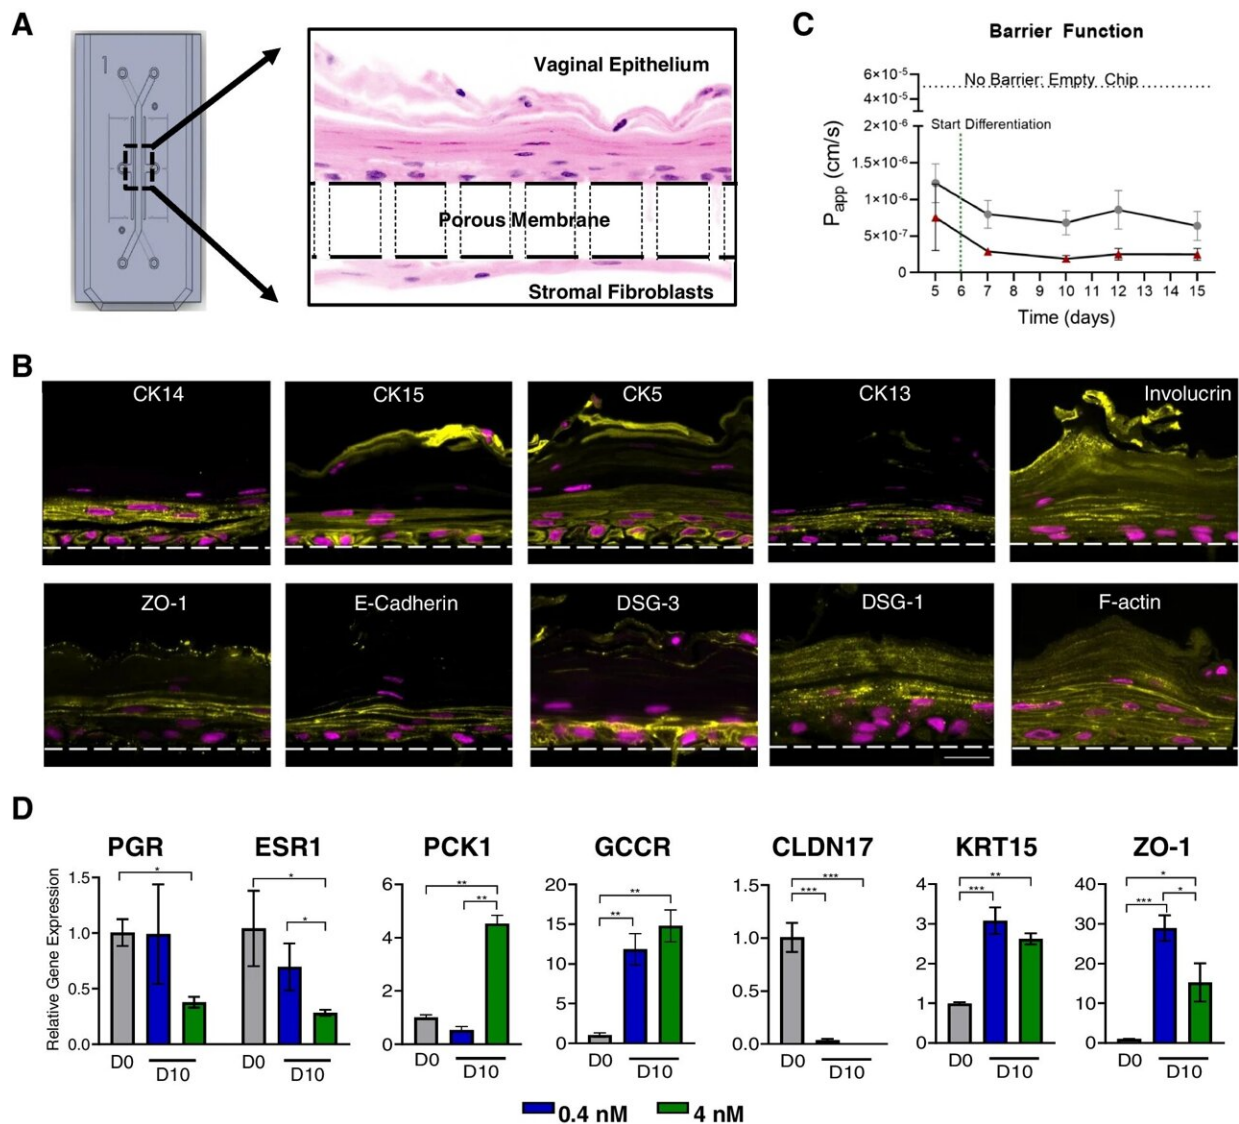 A
1
Vaginal Epithelium
Porous Membrane
Stromal Fibroblasts
C
Barrier Function
6×10⁻⁵
4×10⁻⁵
No Barrier: Empty Chip
2×10⁻⁶
1.5×10⁻⁶
1×10⁻⁶
5×10⁻⁷
0
Start Differentiation
Papp (cm/s)
5 6 7 8 9 10 11 12 13 14 15
Time (days)
B
CK14 CK15 CK5 CK13 Involucrin
ZO-1 E-Cadherin DSG-3 DSG-1 F-actin
D
PGR ESR1 PCK1 GCCR CLDN17 KRT15 ZO-1
Relative Gene Expression
1.5
1.0
0.5
0.0
*
D0 D10
*
*
D0 D10
6
4
2
0
**
**
D0 D10
20
15
10
5
0
**
**
D0 D10
1.5
1.0
0.5
0.0
***
***
D0 D10
4
3
2
1
0
**
***
D0 D10
40
30
20
10
0
*
***
*
D0 D10
0.4 nM 4 nM